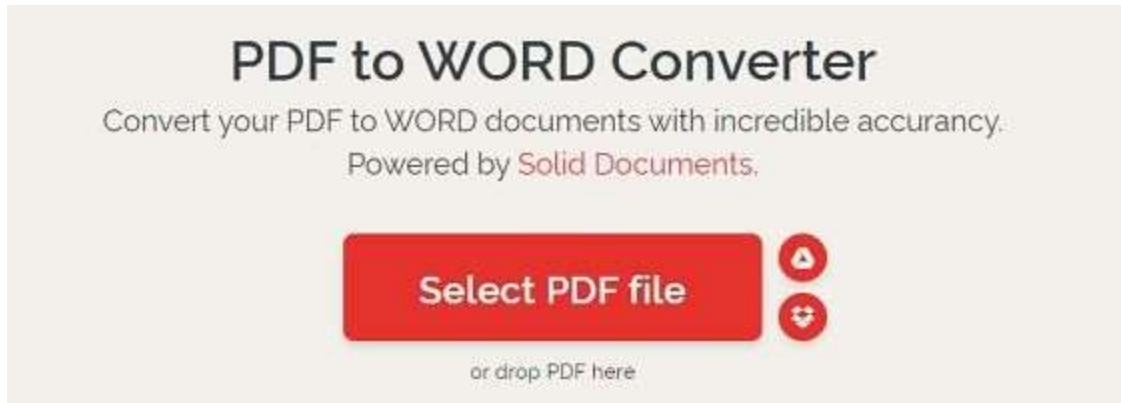 PDF to WORD Converter
Convert your PDF to WORD documents with incredible accurancy.
Powered by Solid Documents.
Select PDF file
or drop PDF here